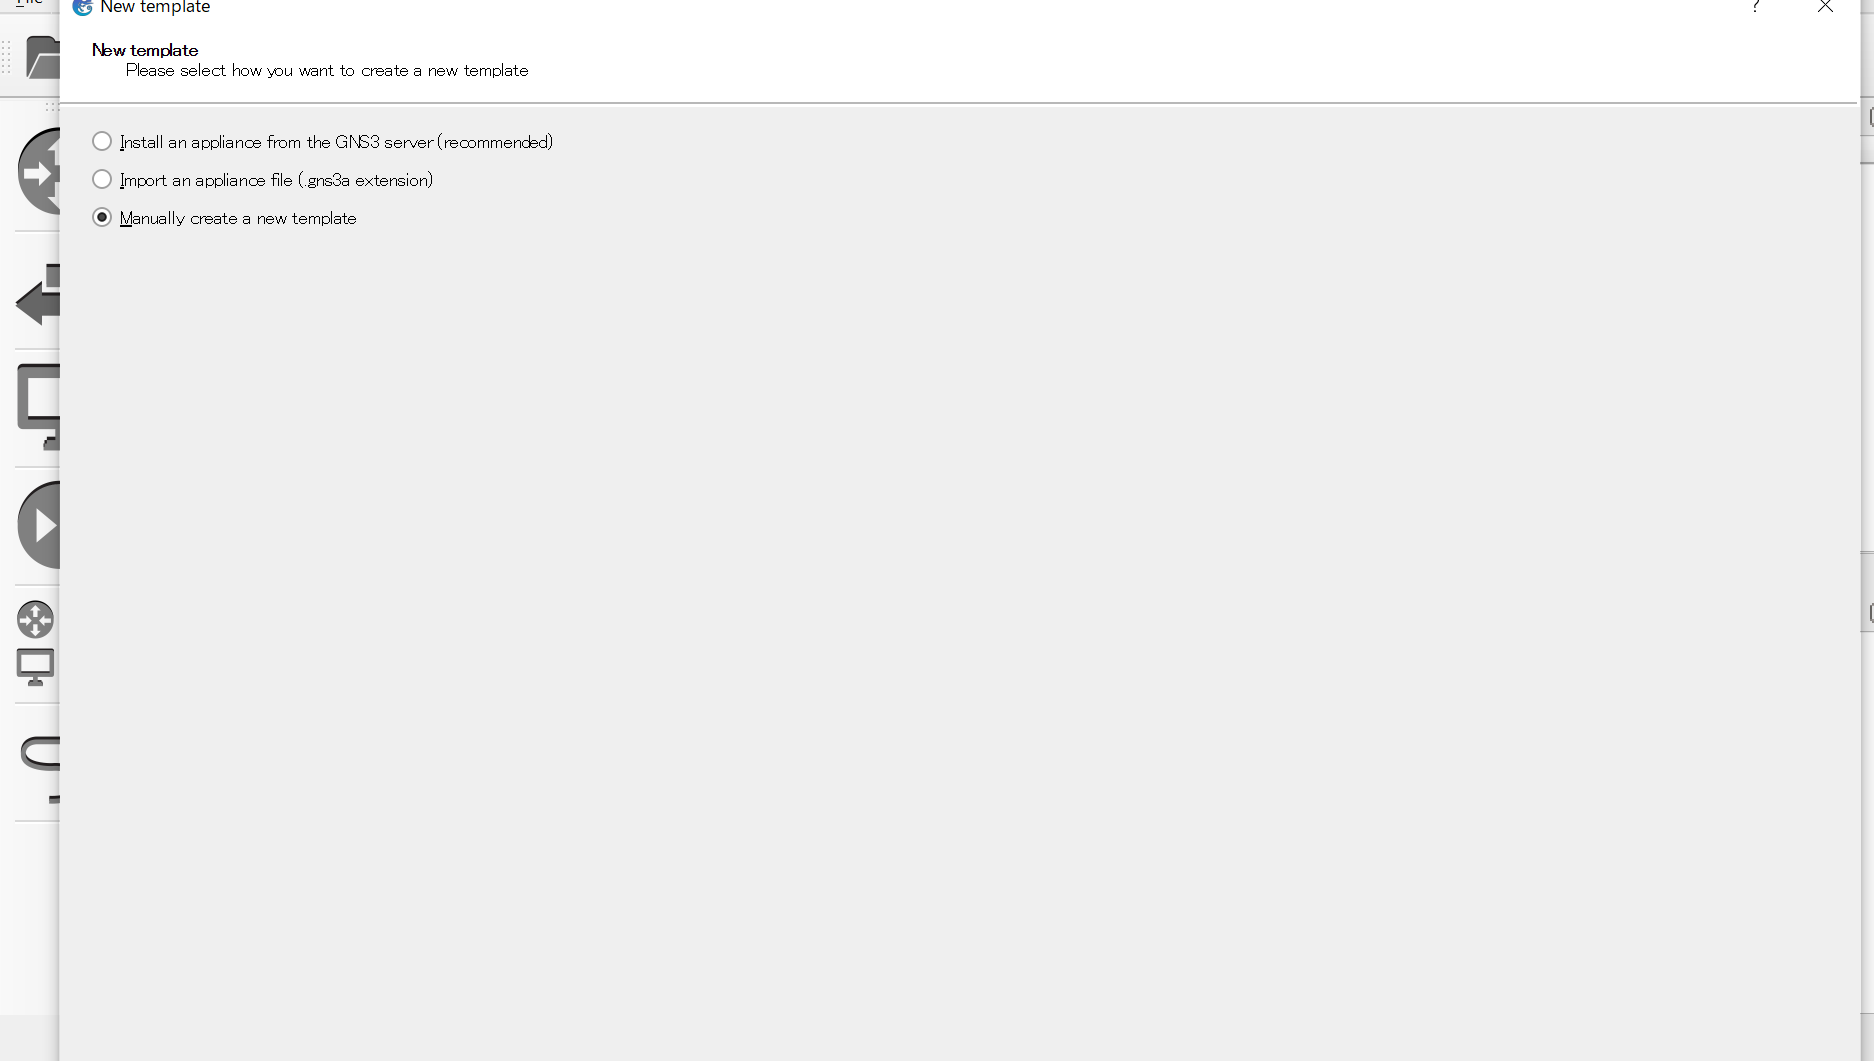 New template
New template
Please select how you want to create a new template
Install an appliance from the GNS3 server (recommended)
Import an appliance file (.gns3a extension)
Manually create a new template